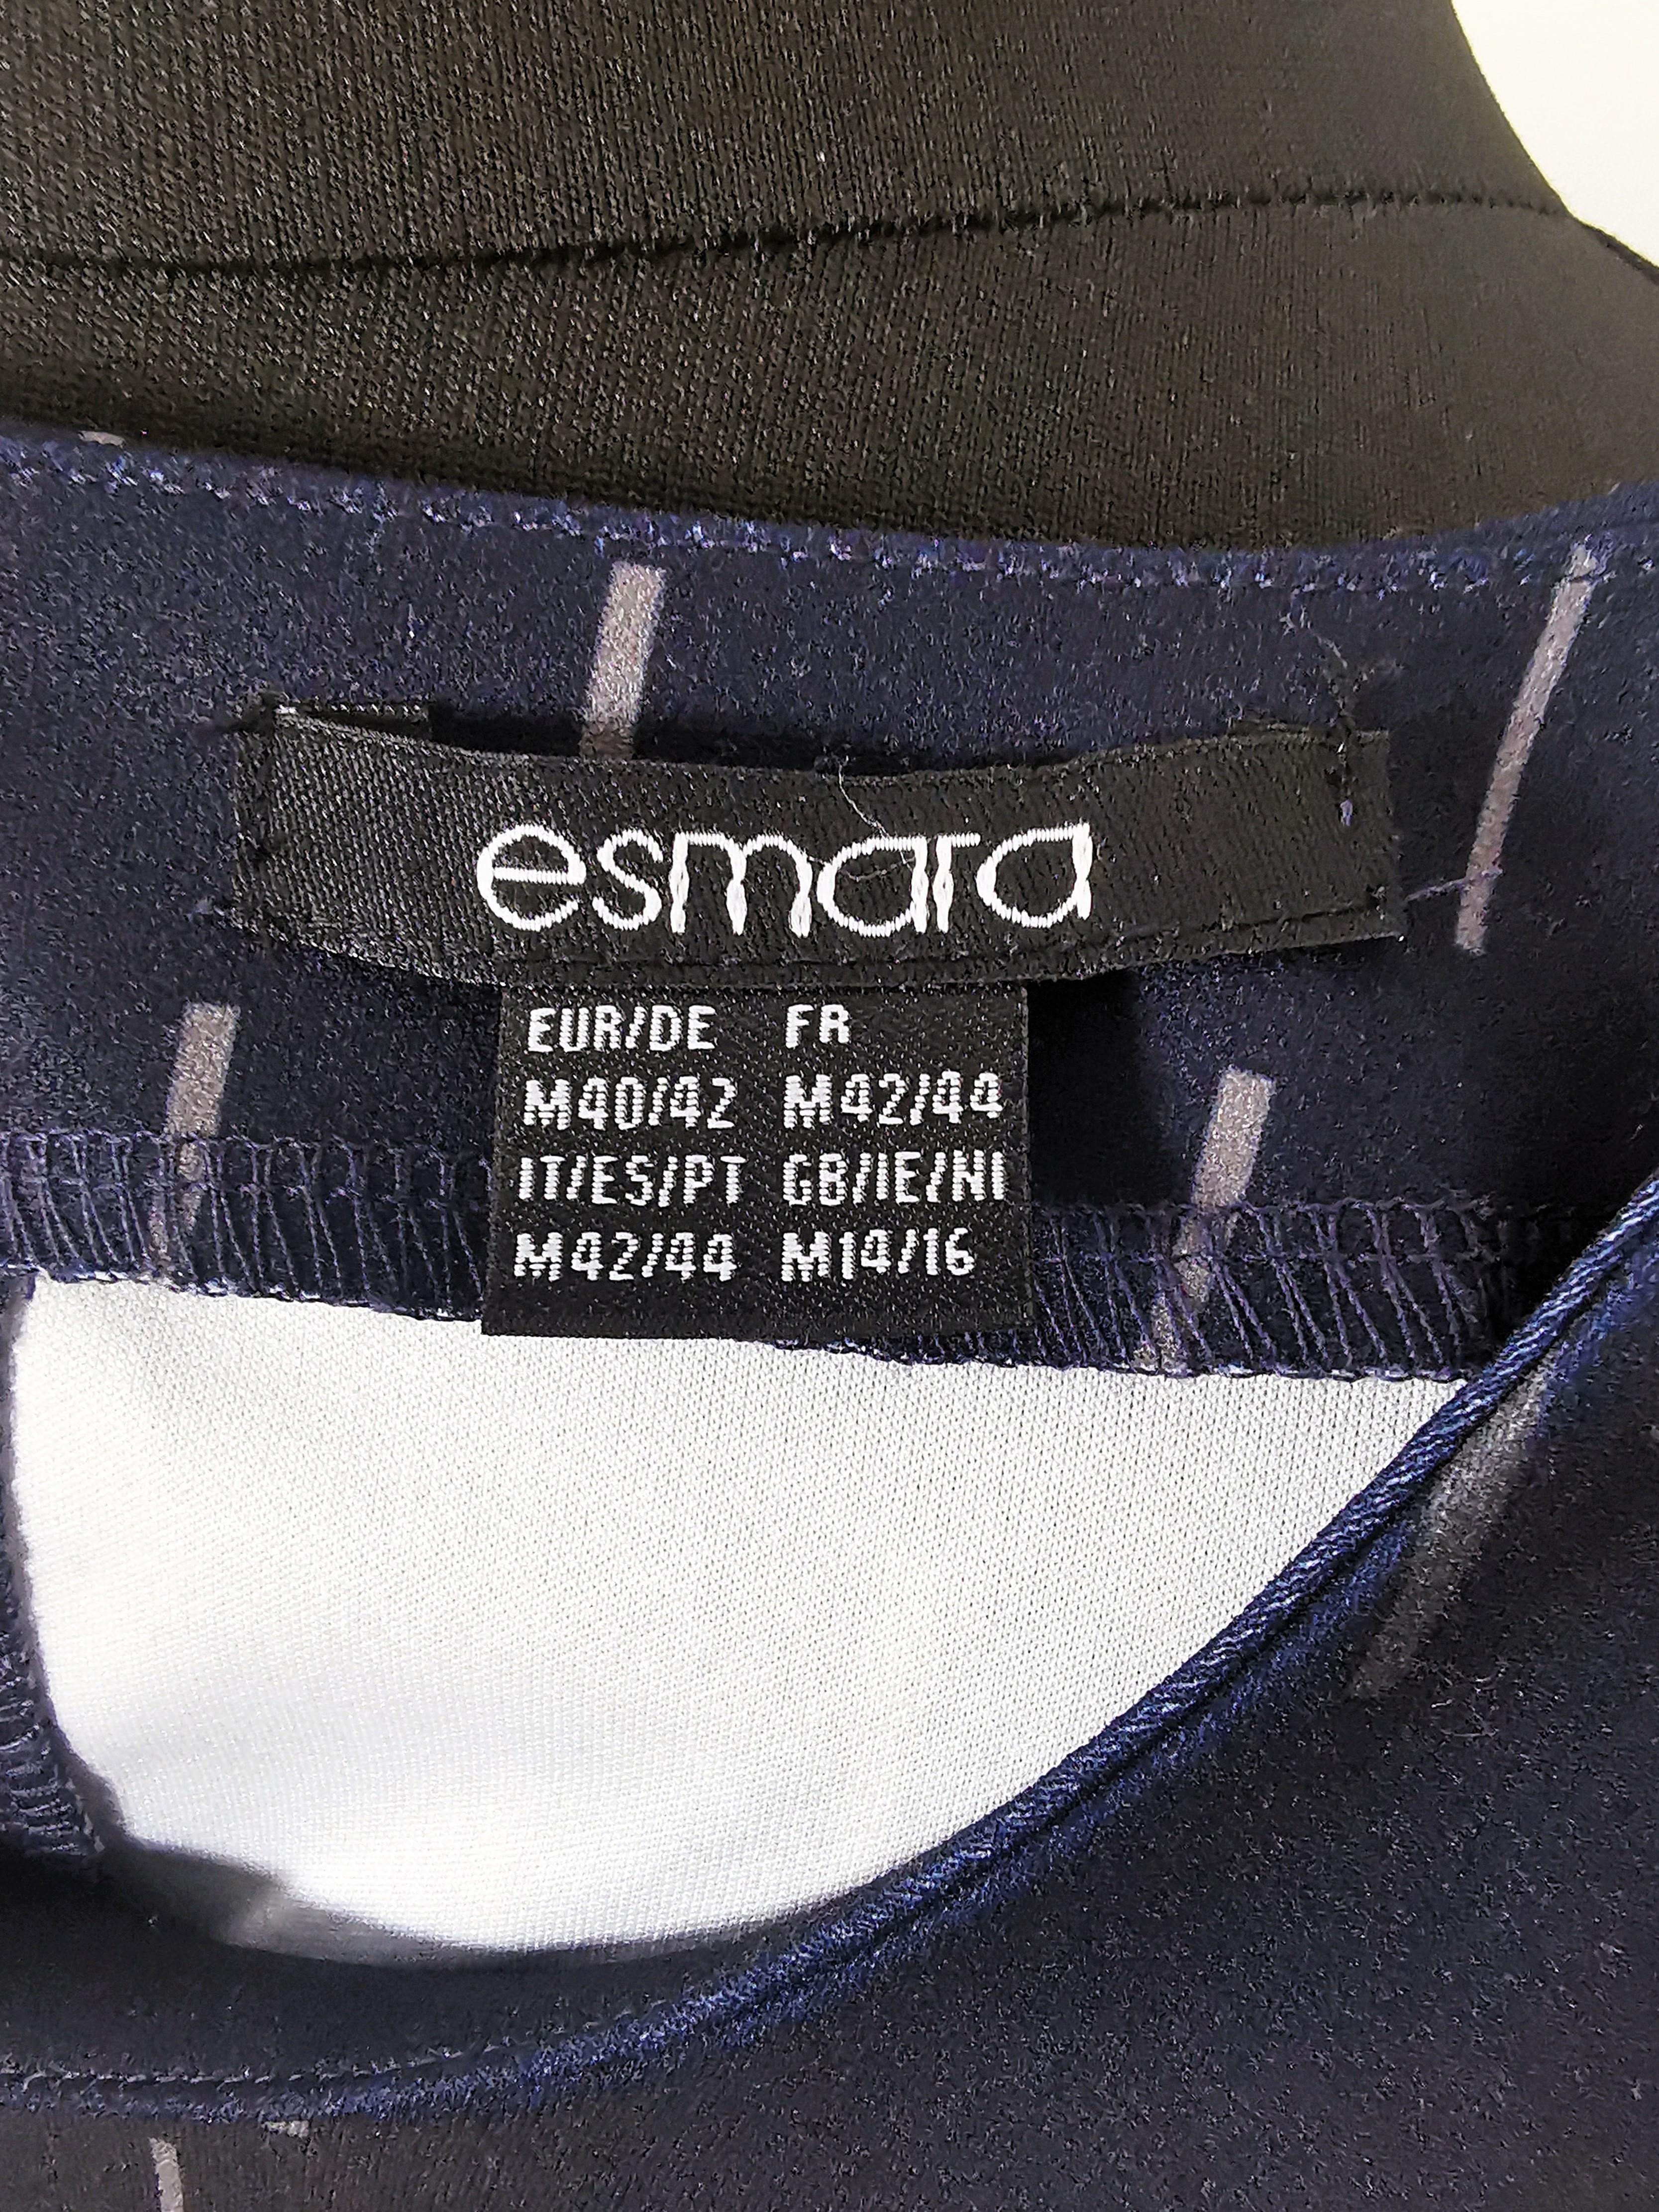 esmara
EUR/DE FR
M40/42 M42/44
IT/ES/PT GB/IE/NI
M42/44 M14/16